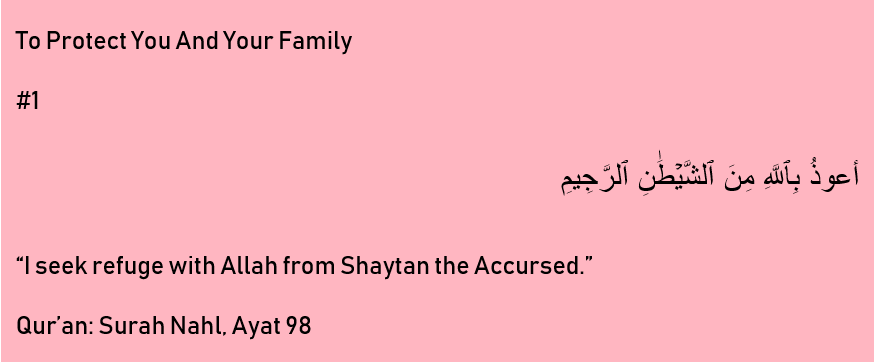 To Protect You And Your Family
#1
أعوذُ بِٱللَّهِ مِنَ ٱلشَّيْطَٰنِ ٱلرَّجِيمِ
“I seek refuge with Allah from Shaytan the Accursed.”
Qur’an: Surah Nahl, Ayat 98